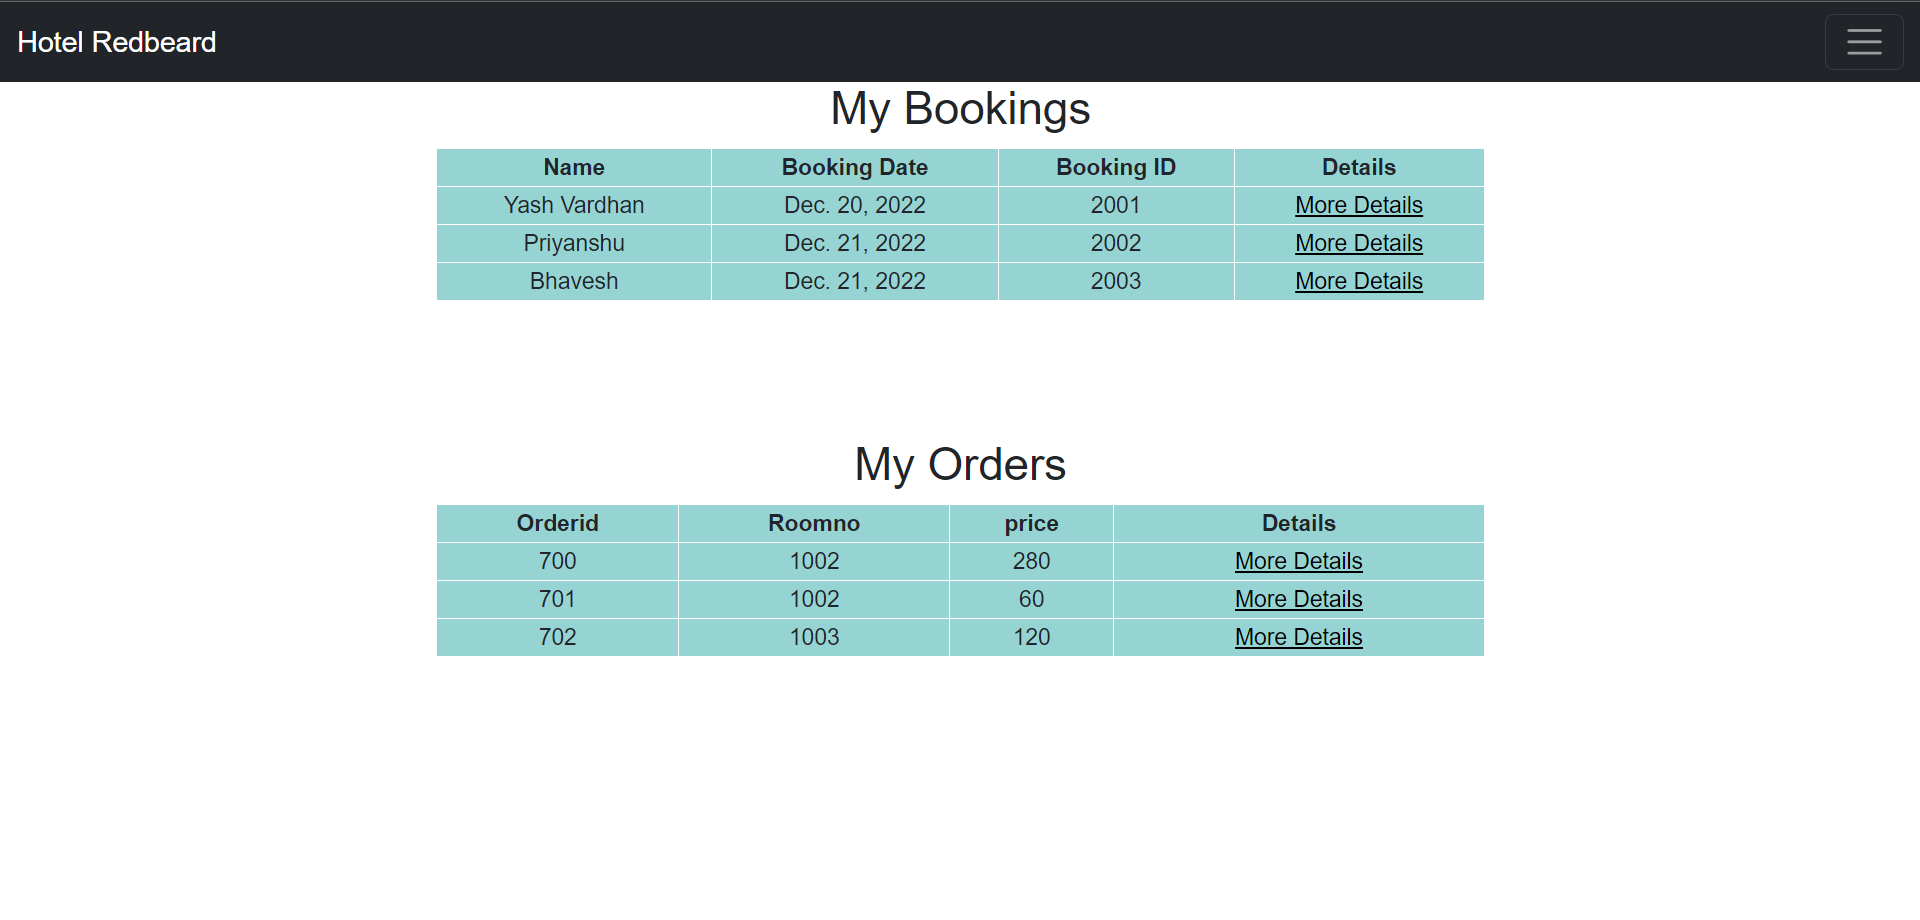 Hotel Redbeard
My Bookings
Name Booking Date Booking ID Details
Yash Vardhan Dec. 20, 2022 2001 More Details
Priyanshu Dec. 21, 2022 2002 More Details
Bhavesh Dec. 21, 2022 2003 More Details
My Orders
Orderid Roomno price Details
700 1002 280 More Details
701 1002 60 More Details
702 1003 120 More Details